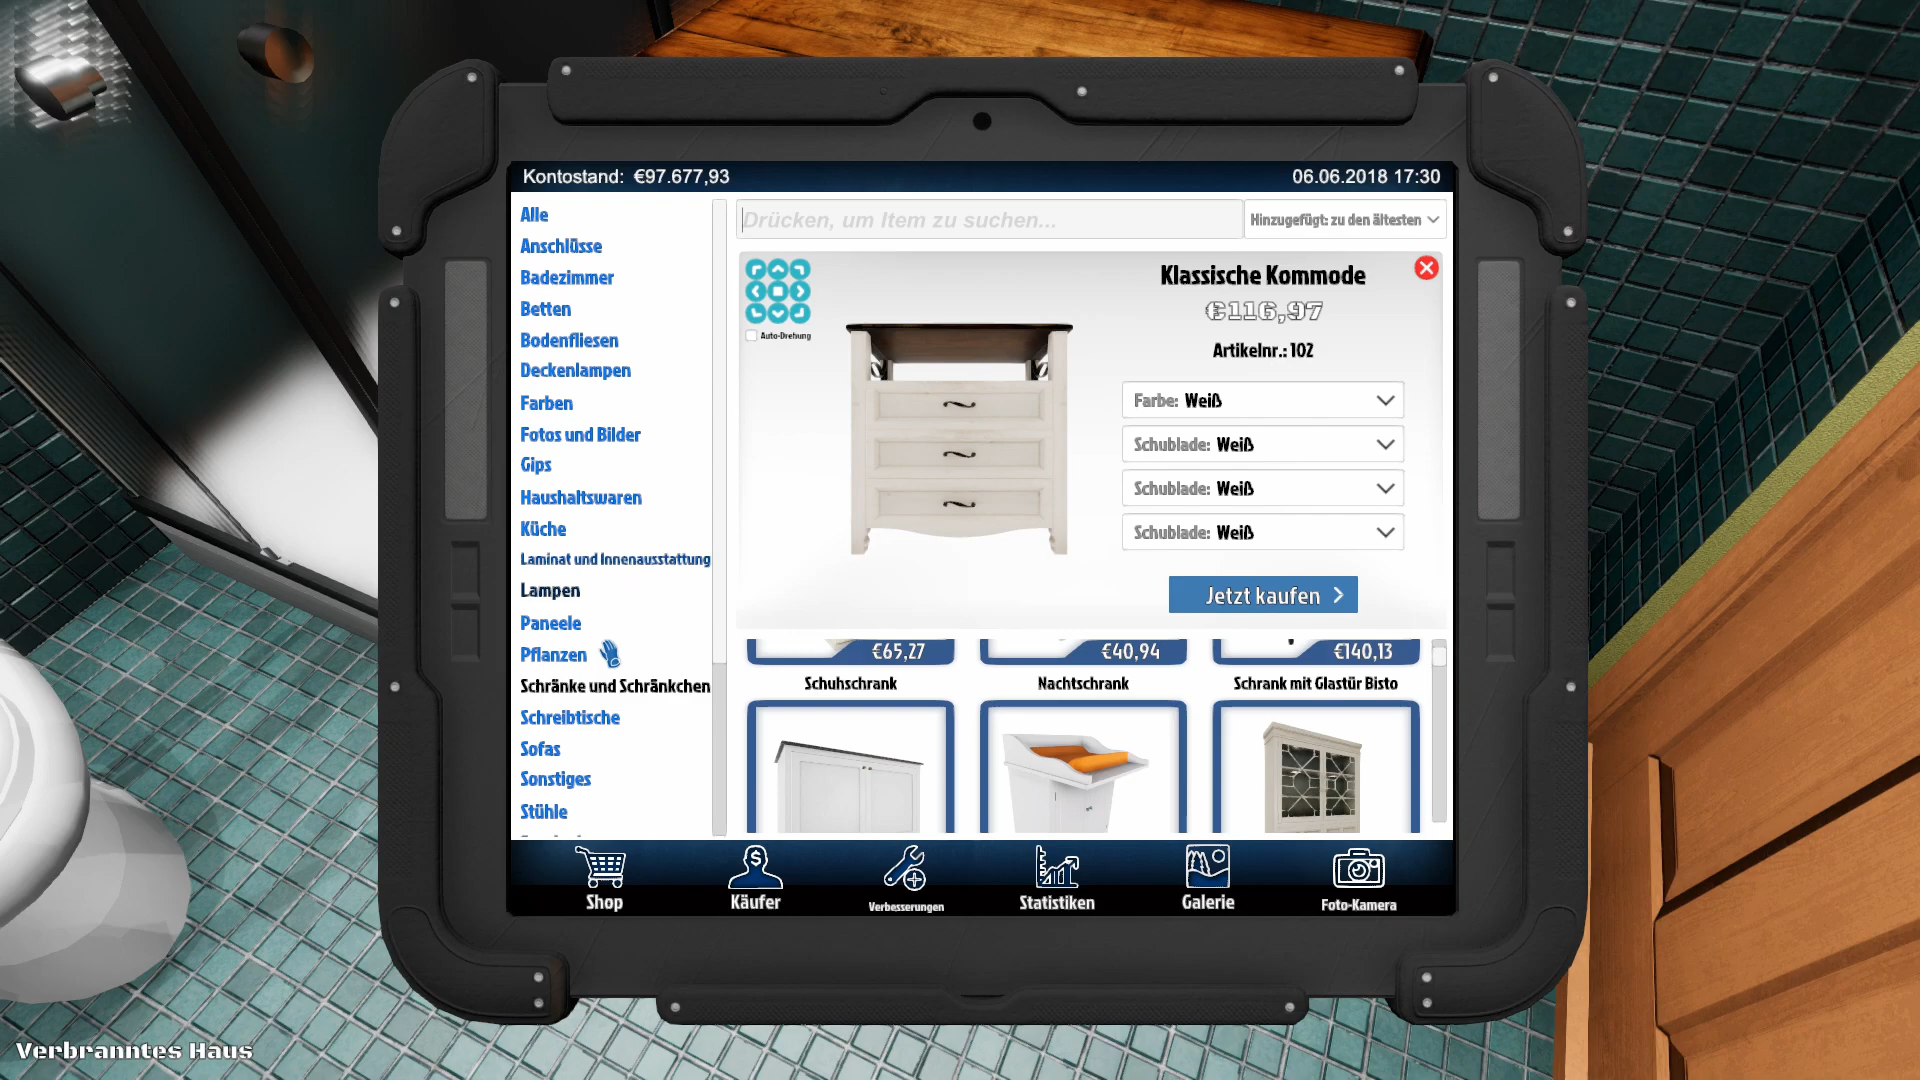 Kontostand: €97.677,93
06.06.2018 17:30
Alle
Anschlüsse
Badezimmer
Betten
Bodenfliesen
Deckenlampen
Farben
Fotos und Bilder
Gips
Haushaltswaren
Küche
Laminat und Innenausstattung
Lampen
Paneele
Pflanzen
Schränke und Schränkchen
Schreibtische
Sofas
Sonstiges
Stühle
Drücken, um Item zu suchen...
Hinzugefügt: zu den ältesten
Auto-Drehung
Klassische Kommode
€116,97
Artikelnr.: 102
Farbe: Weiß
Schublade: Weiß
Schublade: Weiß
Schublade: Weiß
Jetzt kaufen
€65,27
€40,94
€140,13
Schuhschrank
Nachtschrank
Schrank mit Glastür Bisto
Shop
Käufer
Verbesserungen
Statistiken
Galerie
Foto-Kamera
Verbranntes Haus